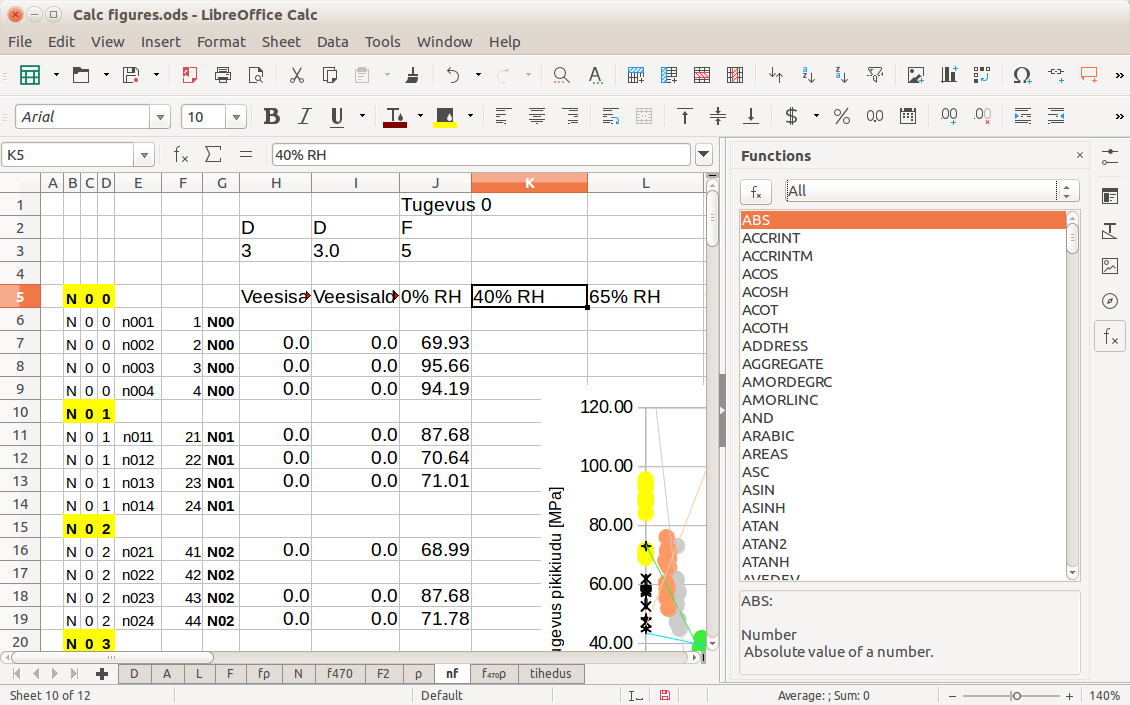 Calc figures.ods - LibreOffice Calc
File Edit View Insert Format Sheet Data Tools Window Help
Arial 10
K5 40% RH
A B C D E F G H I J K L
1 Tugevus 0
2 D D F
3 3 3.0 5
4
5 N 0 0 Veesisa Veesisald 0% RH 40% RH 65% RH
6 N 0 0 n001 1 N00
7 N 0 0 n002 2 N00 0.0 0.0 69.93
8 N 0 0 n003 3 N00 0.0 0.0 95.66
9 N 0 0 n004 4 N00 0.0 0.0 94.19
10 N 0 1
11 N 0 1 n011 21 N01 0.0 0.0 87.68
12 N 0 1 n012 22 N01 0.0 0.0 70.64
13 N 0 1 n013 23 N01 0.0 0.0 71.01
14 N 0 1 n014 24 N01
15 N 0 2
16 N 0 2 n021 41 N02 0.0 0.0 68.99
17 N 0 2 n022 42 N02
18 N 0 2 n023 43 N02 0.0 0.0 87.68
19 N 0 2 n024 44 N02 0.0 0.0 71.78
20 N 0 3
120.00
100.00
80.00
60.00
40.00
ugevus pikikiudu [MPa]
Functions
All
ABS
ACCRINT
ACCRINTM
ACOS
ACOSH
ACOT
ACOTH
ADDRESS
AGGREGATE
AMORDEGRC
AMORLINC
AND
ARABIC
AREAS
ASC
ASIN
ASINH
ATAN
ATAN2
ATANH
AVEDEV
ABS:
Number
Absolute value of a number.
D A L F fρ N f470 F2 ρ nf f₄₇₀ρ tihedus
Sheet 10 of 12 Default Average: ; Sum: 0 140%